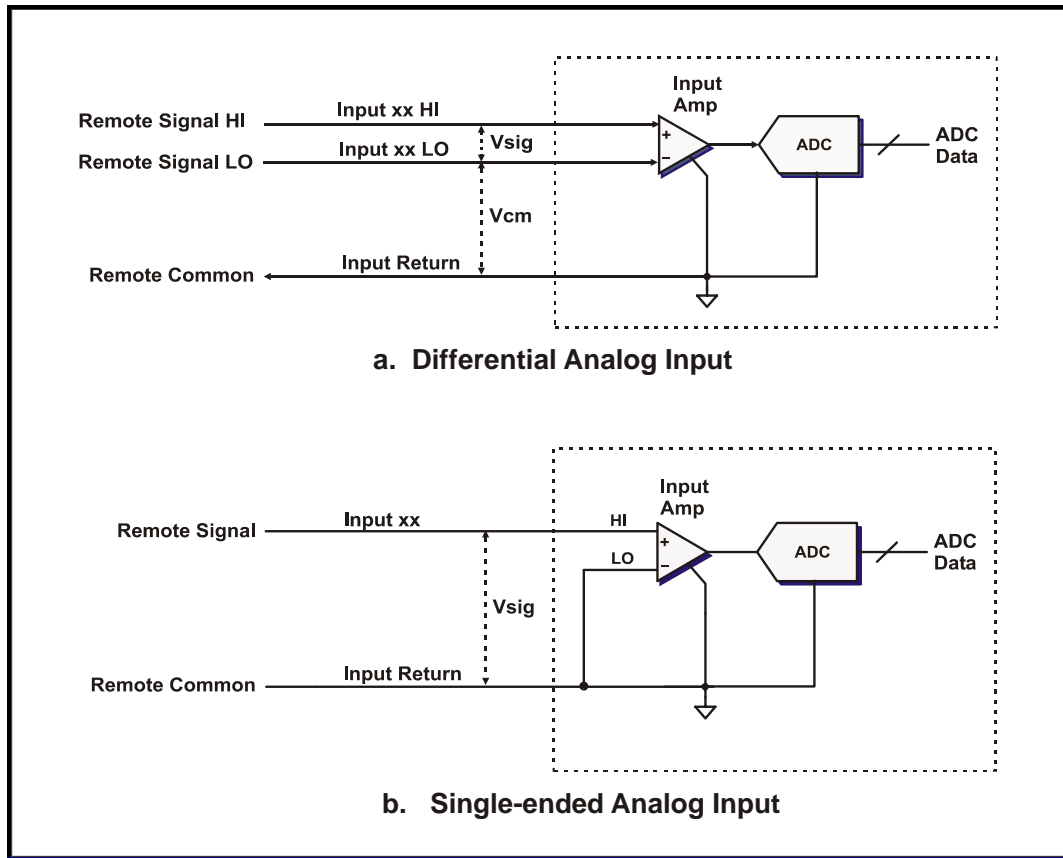 Input
Amp
Remote Signal HI
Input xx HI
+
Vsig
ADC
ADC
Data
Remote Signal LO
Input xx LO
−
Vcm
Remote Common
Input Return
a. Differential Analog Input
Input
Amp
Remote Signal
Input xx
HI
+
ADC
ADC
Data
LO
−
Vsig
Remote Common
Input Return
b. Single-ended Analog Input